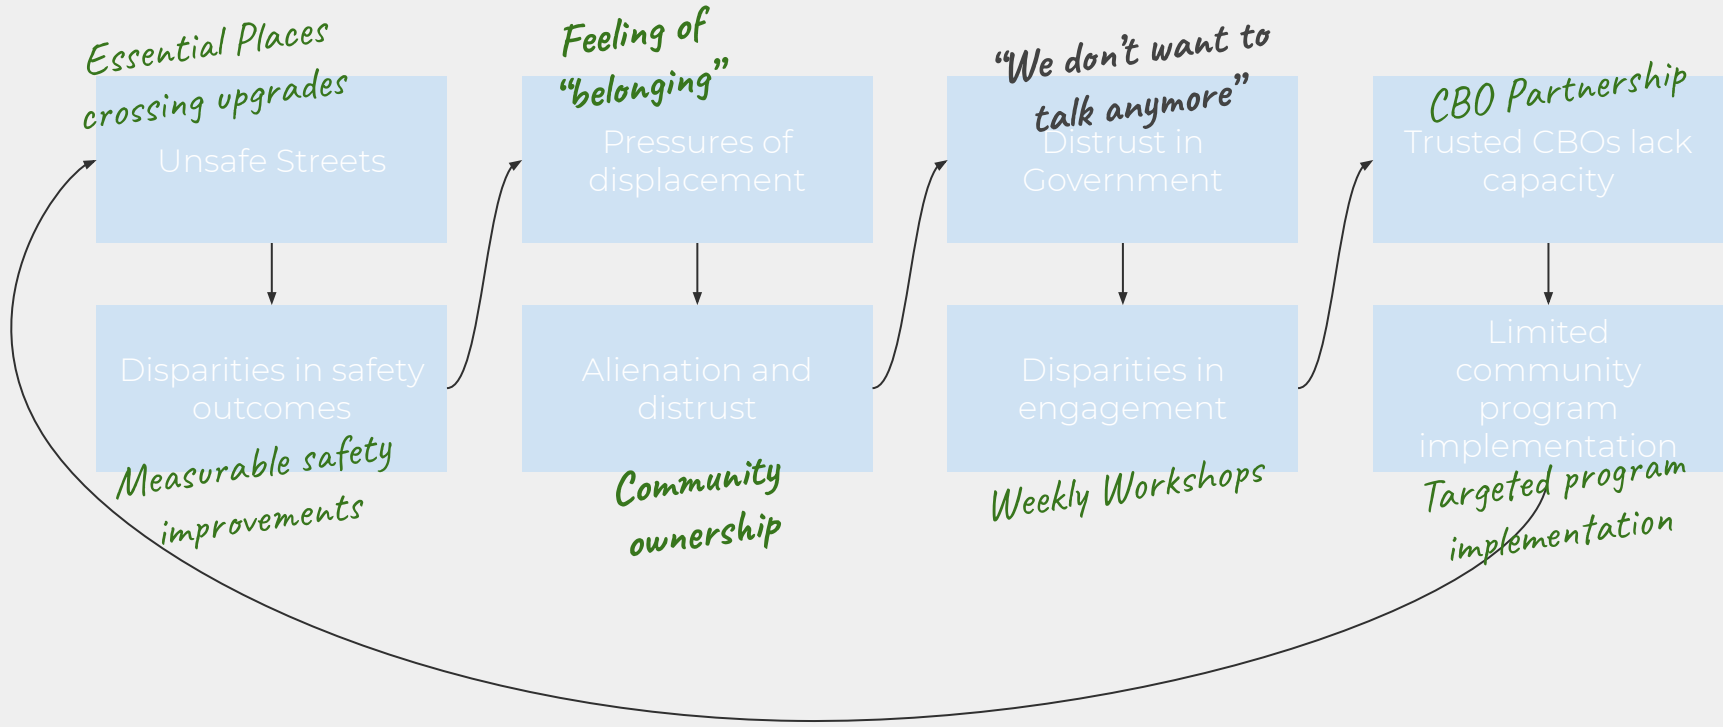 Essential Places
crossing upgrades
Unsafe Streets
Feeling of
“belonging”
Pressures of
displacement
“We don’t want to
talk anymore”
Distrust in
Government
CBO Partnership
Trusted CBOs lack
capacity
Disparities in safety
outcomes
Measurable safety
improvements
Alienation and
distrust
Community
ownership
Disparities in
engagement
Weekly Workshops
Limited
community
program
implementation
Targeted program
implementation